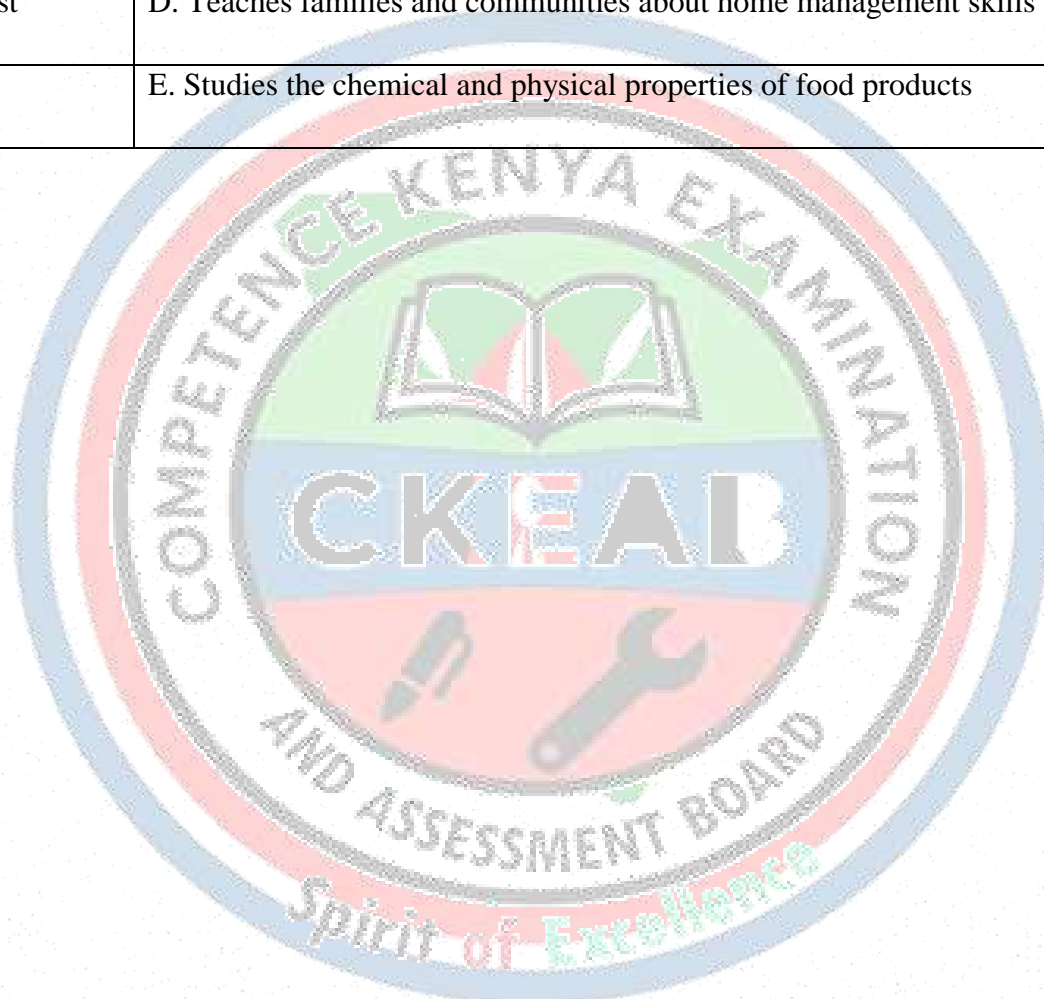 st
D. Teaches families and communities about home management skills
E. Studies the chemical and physical properties of food products
COMPETENCE KENYA EXAMINATION
CKEAB
AND ASSESSMENT BOARD
Spirit of Excellence